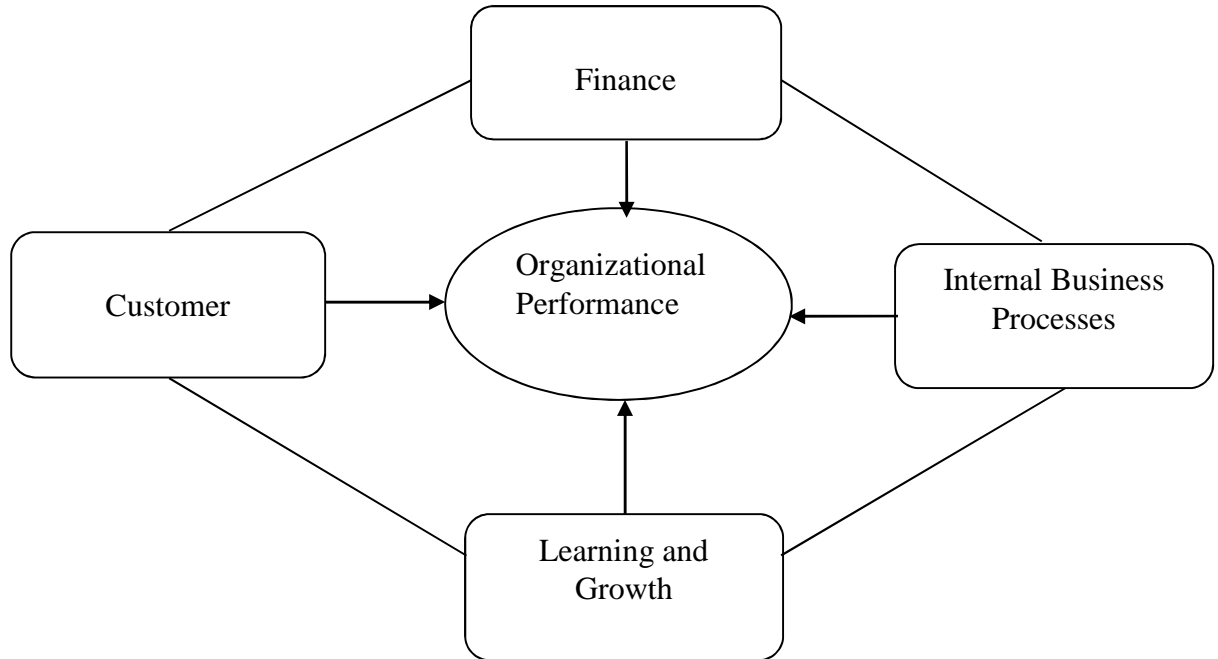 Finance
Customer
Organizational
Performance
Internal Business
Processes
Learning and
Growth